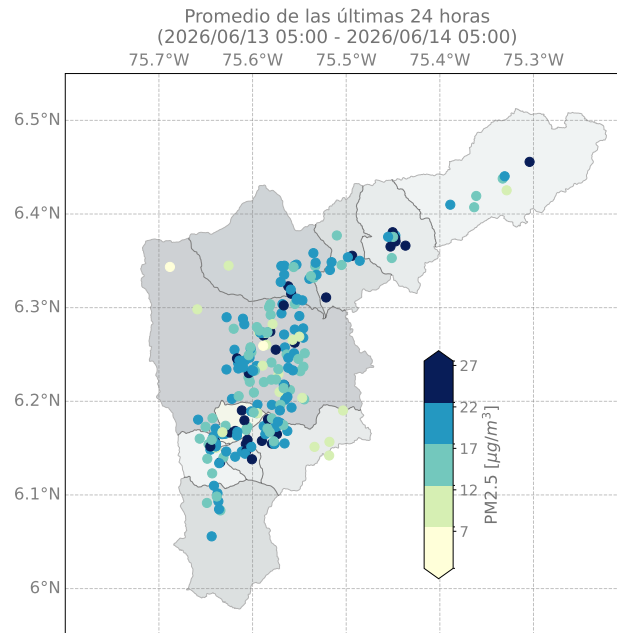 Promedio de las últimas 24 horas
(2026/06/13 05:00 - 2026/06/14 05:00)
75.7°W 75.6°W 75.5°W 75.4°W 75.3°W
6.5°N
6.4°N
6.3°N
6.2°N
6.1°N
6°N
27
22
17
12
7
PM2.5 [μg/m³]